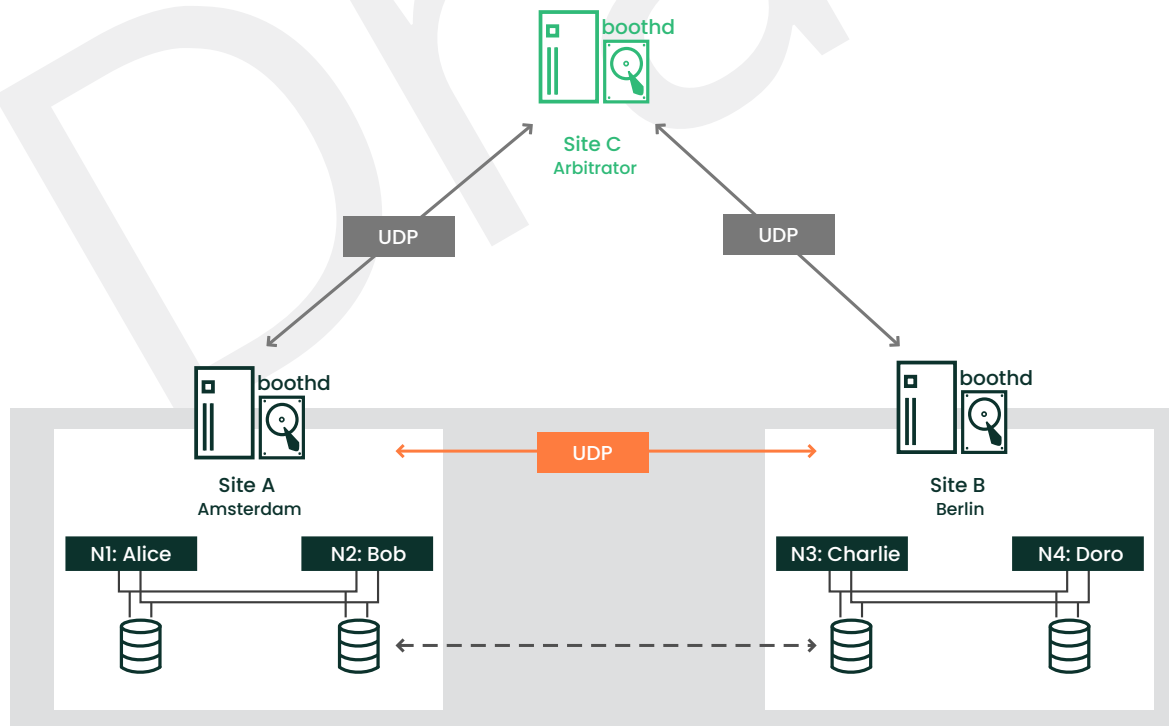 boothd
Site C
Arbitrator
UDP
UDP
boothd
boothd
UDP
Site A
Amsterdam
Site B
Berlin
N1: Alice
N2: Bob
N3: Charlie
N4: Doro